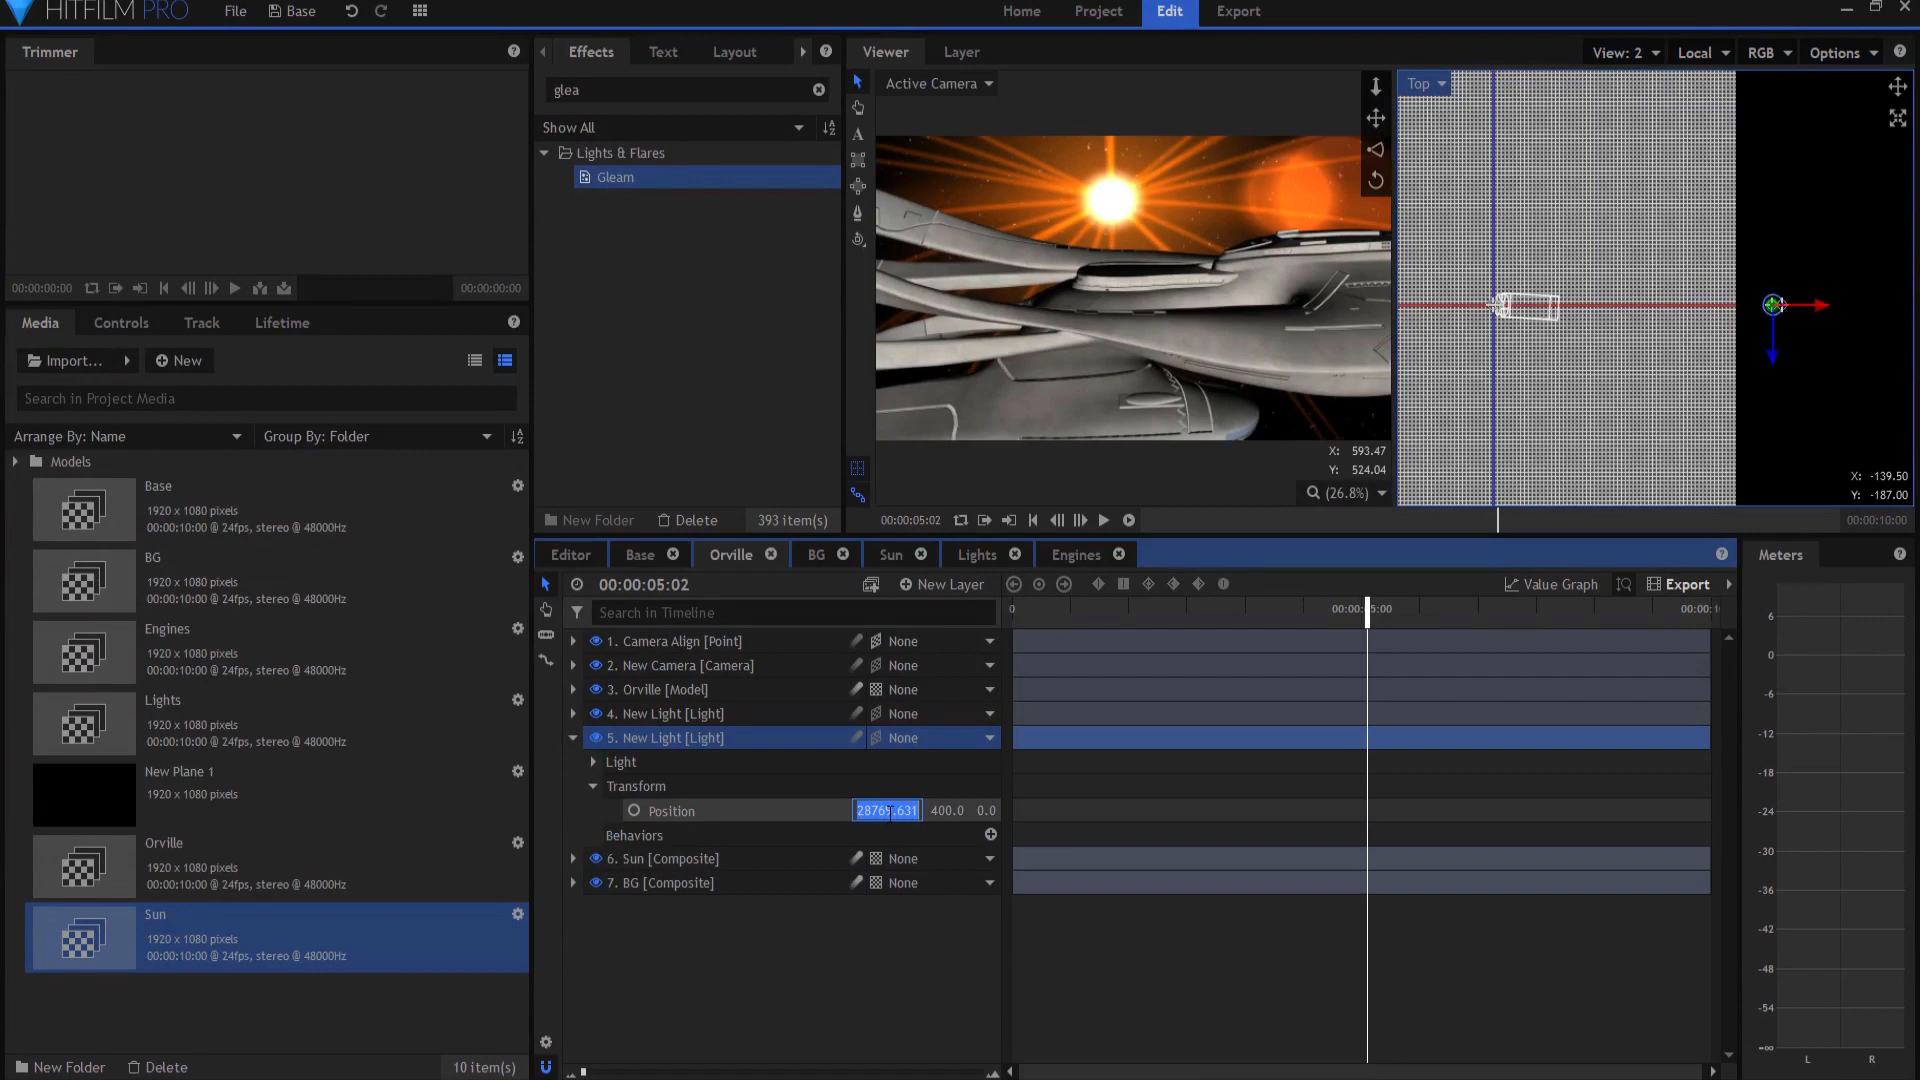 HITFILM PRO
File
Base
Home
Project
Edit
Export
Trimmer
00:00:00:00
00:00:00:00
Effects
Text
Layout
glea
Show All
Lights & Flares
Gleam
New Folder
Delete
393 item(s)
Viewer
Layer
View: 2
Local
RGB
Options
Active Camera
X: 593.47
Y: 524.04
(26.8%)
Top
X: -139.50
Y: -187.00
00:00:05:02
00:00:10:00
Media
Controls
Track
Lifetime
Import...
New
Search in Project Media
Arrange By: Name
Group By: Folder
Models
Base
1920 x 1080 pixels
00:00:10:00 @ 24fps, stereo @ 48000Hz
BG
1920 x 1080 pixels
00:00:10:00 @ 24fps, stereo @ 48000Hz
Engines
1920 x 1080 pixels
00:00:10:00 @ 24fps, stereo @ 48000Hz
Lights
1920 x 1080 pixels
00:00:10:00 @ 24fps, stereo @ 48000Hz
New Plane 1
1920 x 1080 pixels
Orville
1920 x 1080 pixels
00:00:10:00 @ 24fps, stereo @ 48000Hz
Sun
1920 x 1080 pixels
00:00:10:00 @ 24fps, stereo @ 48000Hz
New Folder
Delete
10 item(s)
Editor
Base
Orville
BG
Sun
Lights
Engines
00:00:05:02
New Layer
Value Graph
Export
Search in Timeline
0
1. Camera Align [Point]
None
2. New Camera [Camera]
None
3. Orville [Model]
None
4. New Light [Light]
None
5. New Light [Light]
None
Light
Transform
Position
28769.631
400.0
0.0
Behaviors
6. Sun [Composite]
None
7. BG [Composite]
None
Meters
6
0
-6
-12
-18
-24
-30
-36
-42
-48
-54
-∞
L
R